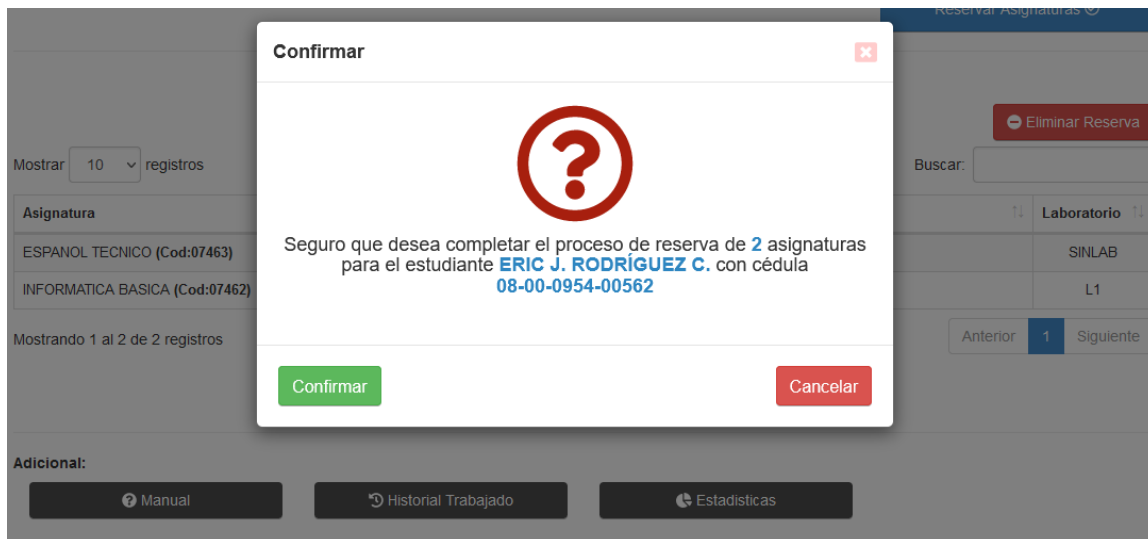 Reservar Asignaturas
Confirmar
Eliminar Reserva
Mostrar 10 registros
Buscar:
Asignatura
Laboratorio
ESPANOL TECNICO (Cod:07463)
SINLAB
INFORMATICA BASICA (Cod:07462)
L1
Seguro que desea completar el proceso de reserva de 2 asignaturas
para el estudiante ERIC J. RODRÍGUEZ C. con cédula
08-00-0954-00562
Mostrando 1 al 2 de 2 registros
Anterior 1 Siguiente
Confirmar
Cancelar
Adicional:
Manual
Historial Trabajado
Estadisticas